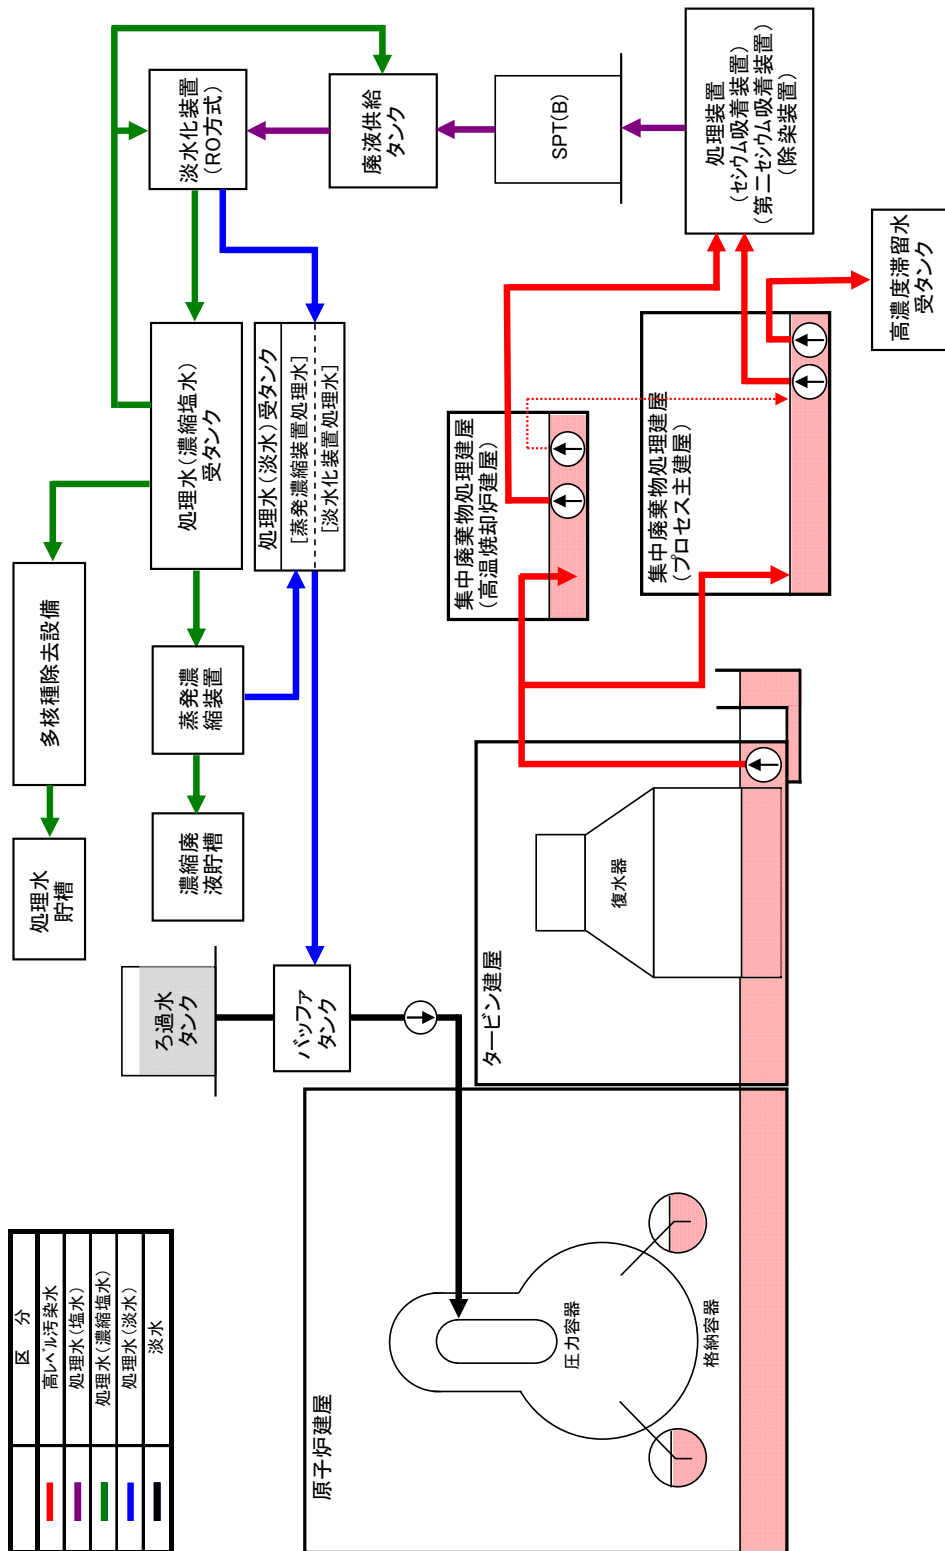 区　分
高レベル汚染水
処理水(塩水)
処理水(濃縮塩水)
処理水(淡水)
淡水
原子炉建屋
圧力容器
格納容器
ろ過水
タンク
バッファ
タンク
タービン建屋
復水器
処理水
貯槽
多核種除去設備
濃縮廃
液貯槽
蒸発濃
縮装置
処理水(濃縮塩水)
受タンク
処理水(淡水)受タンク
[蒸発濃縮装置処理水]
[淡水化装置処理水]
淡水化装置
(RO方式)
廃液供給
タンク
SPT(B)
処理装置
(セシウム吸着装置)
(第二セシウム吸着装置)
(除染装置)
集中廃棄物処理建屋
(高温焼却炉建屋)
集中廃棄物処理建屋
(プロセス主建屋)
高濃度滞留水
受タンク